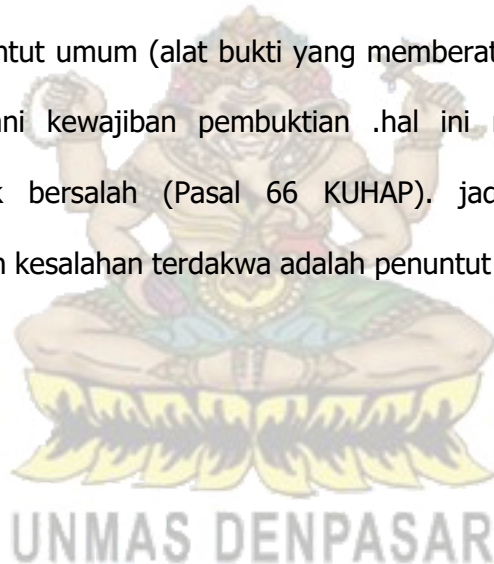 ntut umum (alat bukti yang memberat
ni kewajiban pembuktian .hal ini
bersalah (Pasal 66 KUHAP). jad
kesalahan terdakwa adalah penuntut
UNMAS DENPASAR